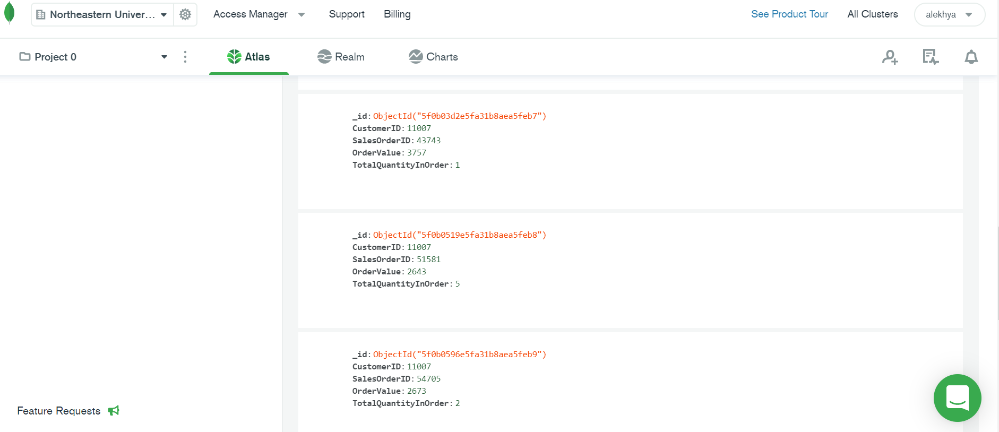 Northeastern Univer...
Access Manager
Support
Billing
See Product Tour
All Clusters
alekhya
Project 0
Atlas
Realm
Charts
_id: ObjectId("5f0b03d2e5fa31b8aea5feb7")
CustomerID: 11007
SalesOrderID: 43743
OrderValue: 3757
TotalQuantityInOrder: 1
_id: ObjectId("5f0b0519e5fa31b8aea5feb8")
CustomerID: 11007
SalesOrderID: 51581
OrderValue: 2643
TotalQuantityInOrder: 5
_id: ObjectId("5f0b0596e5fa31b8aea5feb9")
CustomerID: 11007
SalesOrderID: 54705
OrderValue: 2673
TotalQuantityInOrder: 2
Feature Requests